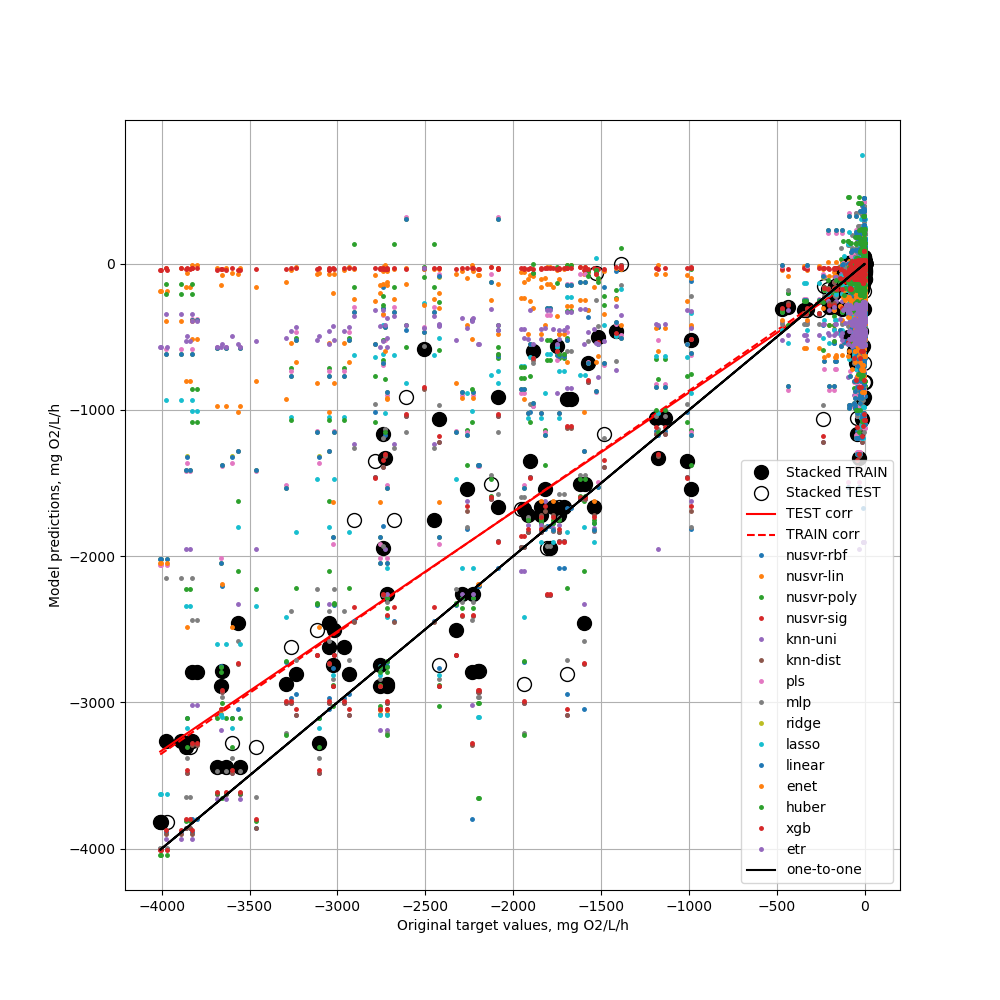 0
−1000
−2000
−3000
−4000
Model predictions, mg O2/L/h
−4000 −3500 −3000 −2500 −2000 −1500 −1000 −500 0
Original target values, mg O2/L/h
Stacked TRAIN
Stacked TEST
TEST corr
TRAIN corr
nusvr-rbf
nusvr-lin
nusvr-poly
nusvr-sig
knn-uni
knn-dist
pls
mlp
ridge
lasso
linear
enet
huber
xgb
etr
one-to-one